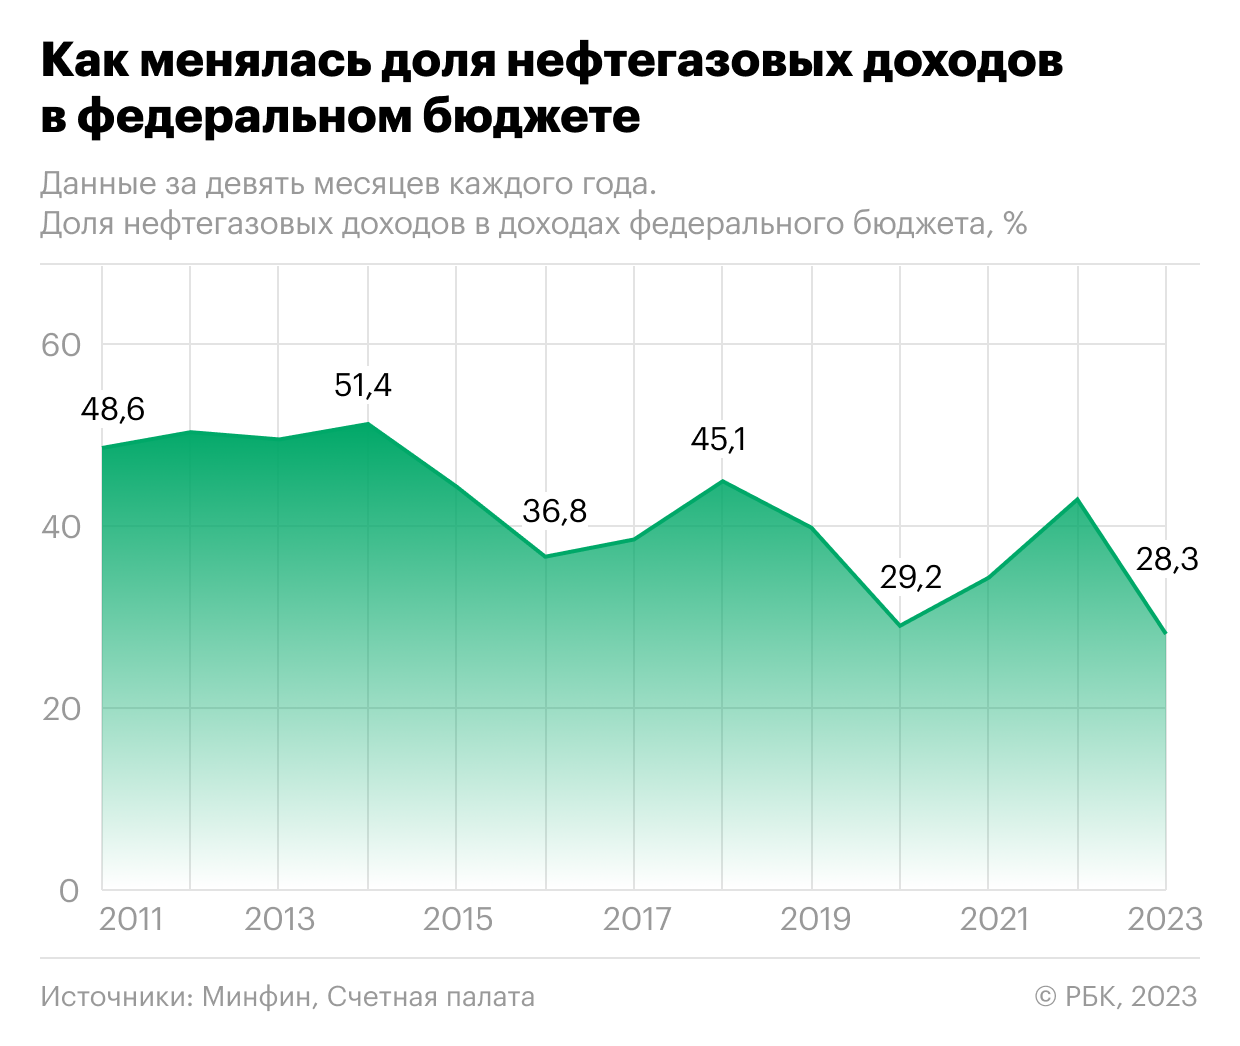 Как менялась доля нефтегазовых доходов
в федеральном бюджете
Данные за девять месяцев каждого года.
Доля нефтегазовых доходов в доходах федерального бюджета, %
60
51,4
48,6
45,1
36,8
40
28,3
29,2
20
0
2011 2013 2015 2017 2019 2021 2023
Источники: Минфин, Счетная палата © РБК, 2023